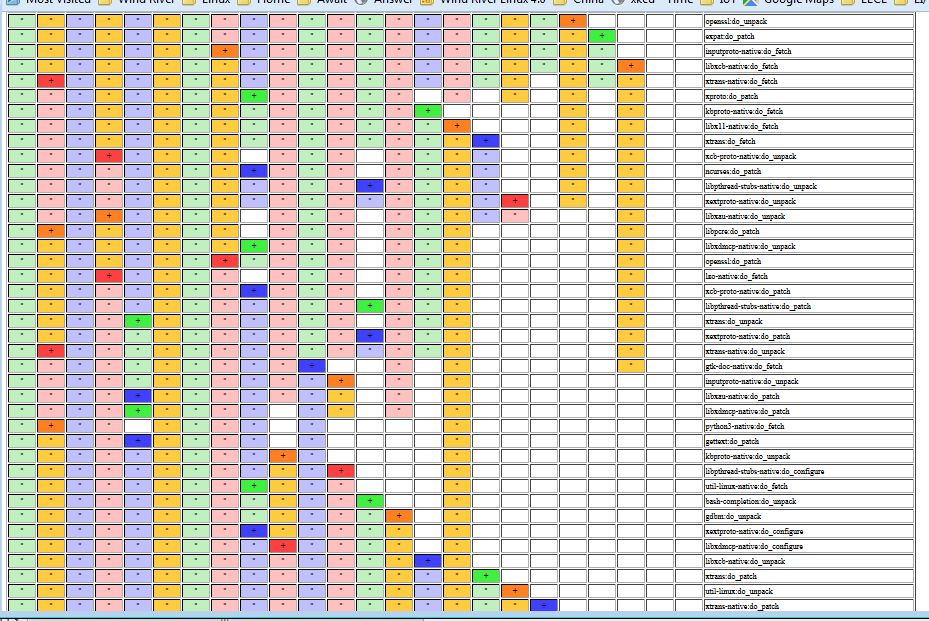 Most Visited Wind River Linux Home Await Answer Wind River Linux 4.0 China xkcd Time IoT Google Maps ELCE
openssl:do_unpack
expat:do_patch
inputproto-native:do_fetch
libxcb-native:do_fetch
xtrans-native:do_fetch
xproto:do_patch
kbproto-native:do_patch
libx11-native:do_fetch
xtrans:do_fetch
xcb-proto-native:do_unpack
ncurses:do_patch
libpthread-stubs-native:do_unpack
xextproto-native:do_unpack
libxau-native:do_unpack
libpcre:do_patch
libxdmcp-native:do_unpack
openssl:do_patch
lzo-native:do_fetch
xcb-proto-native:do_patch
libpthread-stubs-native:do_patch
xtrans:do_unpack
xextproto-native:do_patch
xtrans-native:do_unpack
gtk-doc-native:do_fetch
inputproto-native:do_unpack
libxau-native:do_patch
libxdmcp-native:do_patch
python3-native:do_fetch
gettext:do_patch
kbproto-native:do_unpack
libpthread-stubs-native:do_configure
util-linux-native:do_fetch
bash-completion:do_unpack
gdbm:do_unpack
xextproto-native:do_configure
libxdmcp-native:do_configure
libxcb-native:do_unpack
xtrans:do_patch
util-linux:do_unpack
xtrans-native:do_patch